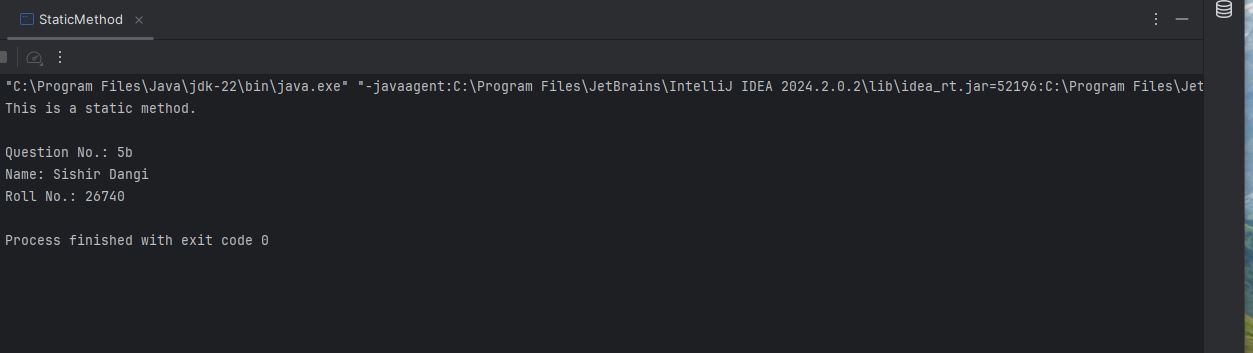 StaticMethod
"C:\Program Files\Java\jdk-22\bin\java.exe" "-javaagent:C:\Program Files\JetBrains\IntelliJ IDEA 2024.2.0.2\lib\idea_rt.jar=52196:C:\Program Files\Jet
This is a static method.
Question No.: 5b
Name: Sishir Dangi
Roll No.: 26740
Process finished with exit code 0